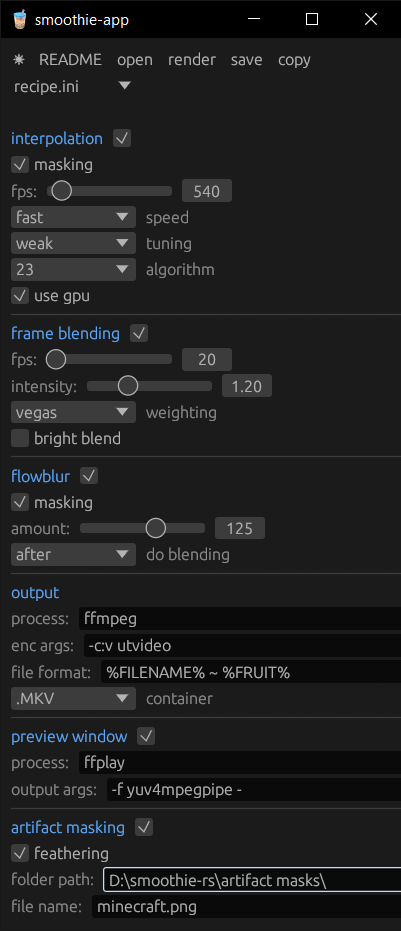 smoothie-app
README open render save copy
recipe.ini
interpolation
masking
fps: 540
fast speed
weak tuning
23 algorithm
use gpu
frame blending
fps: 20
intensity: 1.20
vegas weighting
bright blend
flowblur
masking
amount: 125
after do blending
output
process: ffmpeg
enc args: -c:v utvideo
file format: %FILENAME% ~ %FRUIT%
.MKV container
preview window
process: ffplay
output args: -f yuv4mpegpipe -
artifact masking
feathering
folder path: D:\smoothie-rs\artifact masks\
file name: minecraft.png